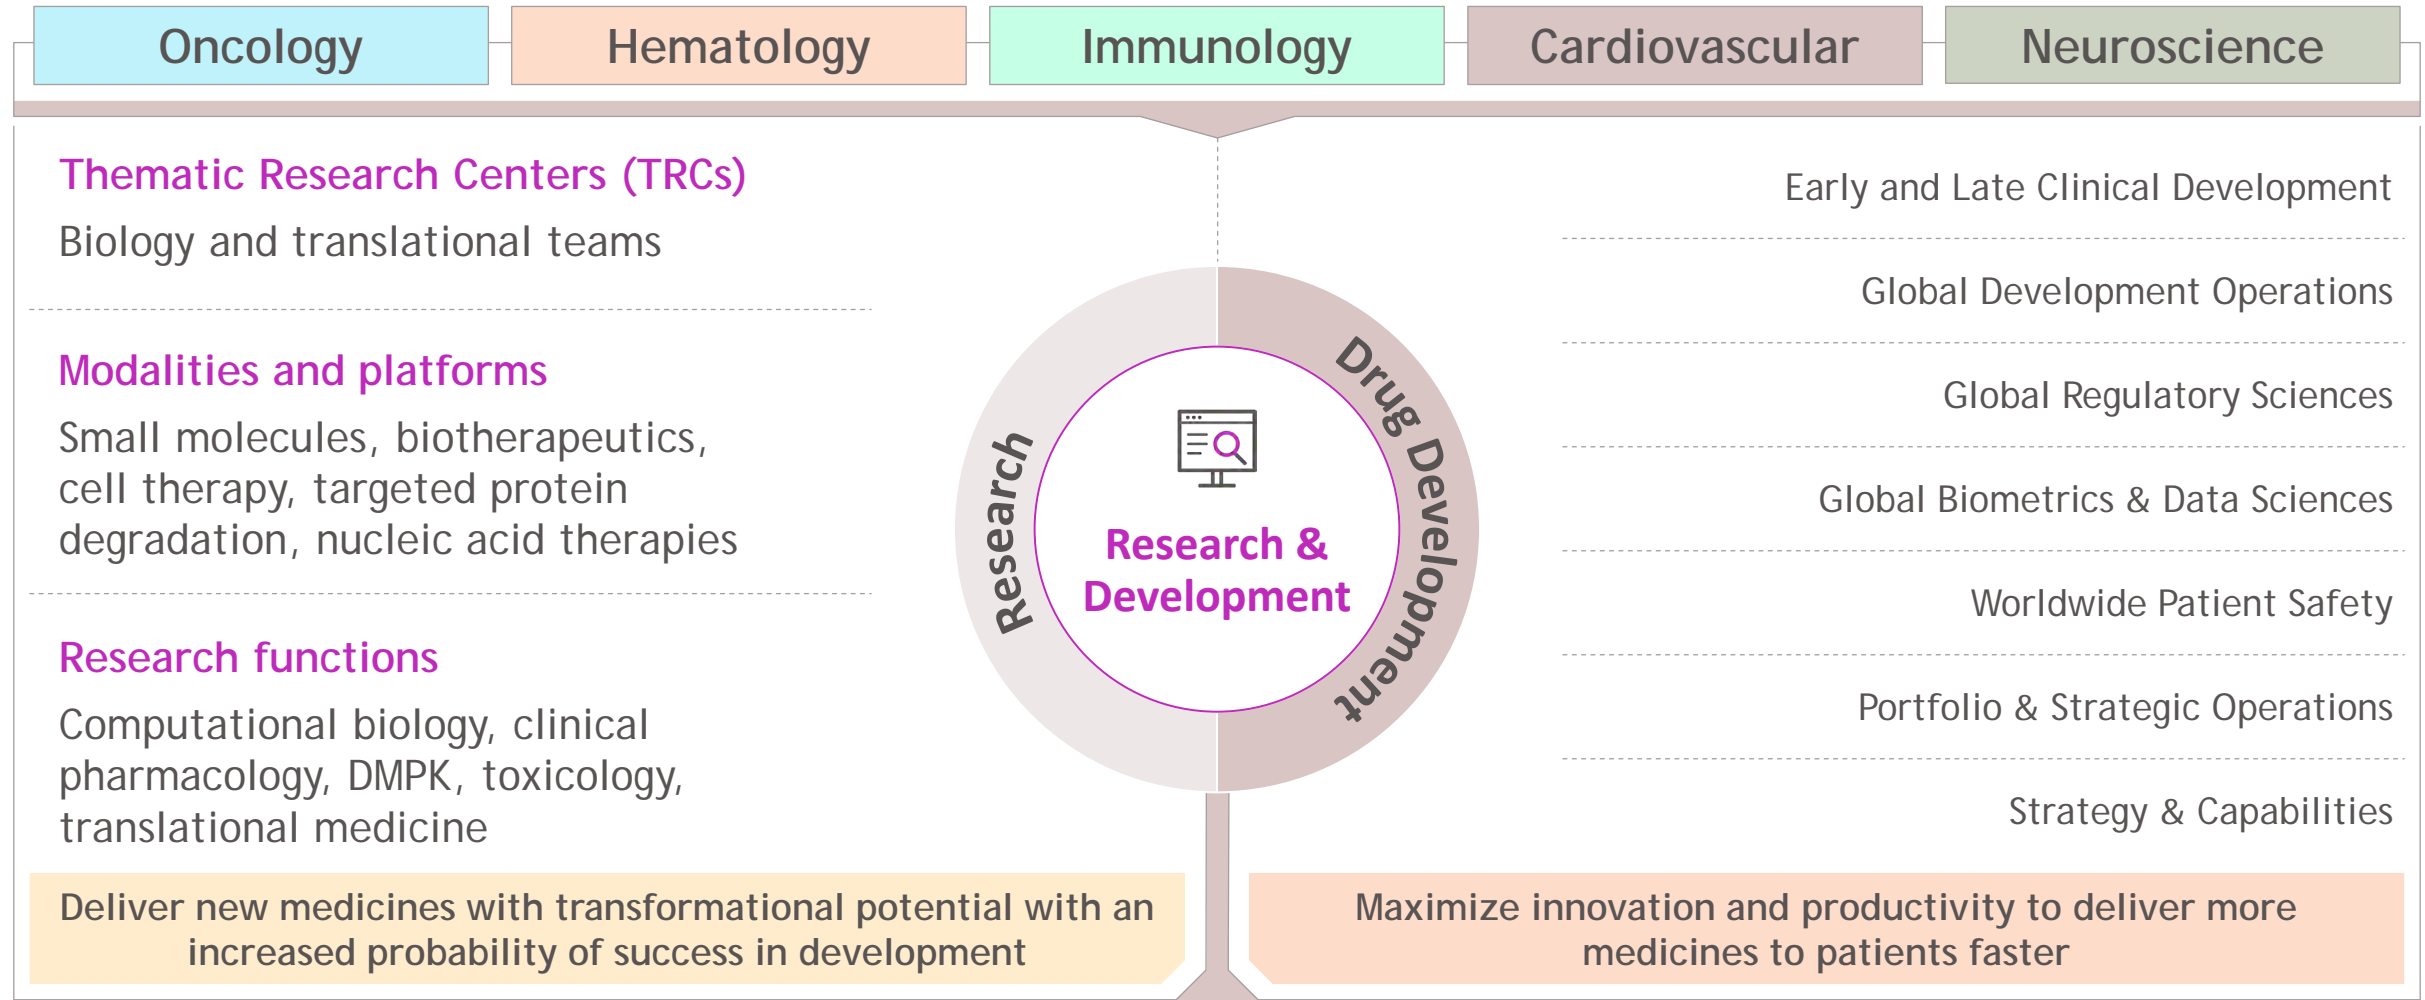 Oncology
Hematology
Immunology
Cardiovascular
Neuroscience
Thematic Research Centers (TRCs)
Biology and translational teams
Modalities and platforms
Small molecules, biotherapeutics,
cell therapy, targeted protein
degradation, nucleic acid therapies
Research functions
Computational biology, clinical
pharmacology, DMPK, toxicology,
translational medicine
Research
Research &
Development
Drug Development
Early and Late Clinical Development
Global Development Operations
Global Regulatory Sciences
Global Biometrics & Data Sciences
Worldwide Patient Safety
Portfolio & Strategic Operations
Strategy & Capabilities
Deliver new medicines with transformational potential with an
increased probability of success in development
Maximize innovation and productivity to deliver more
medicines to patients faster